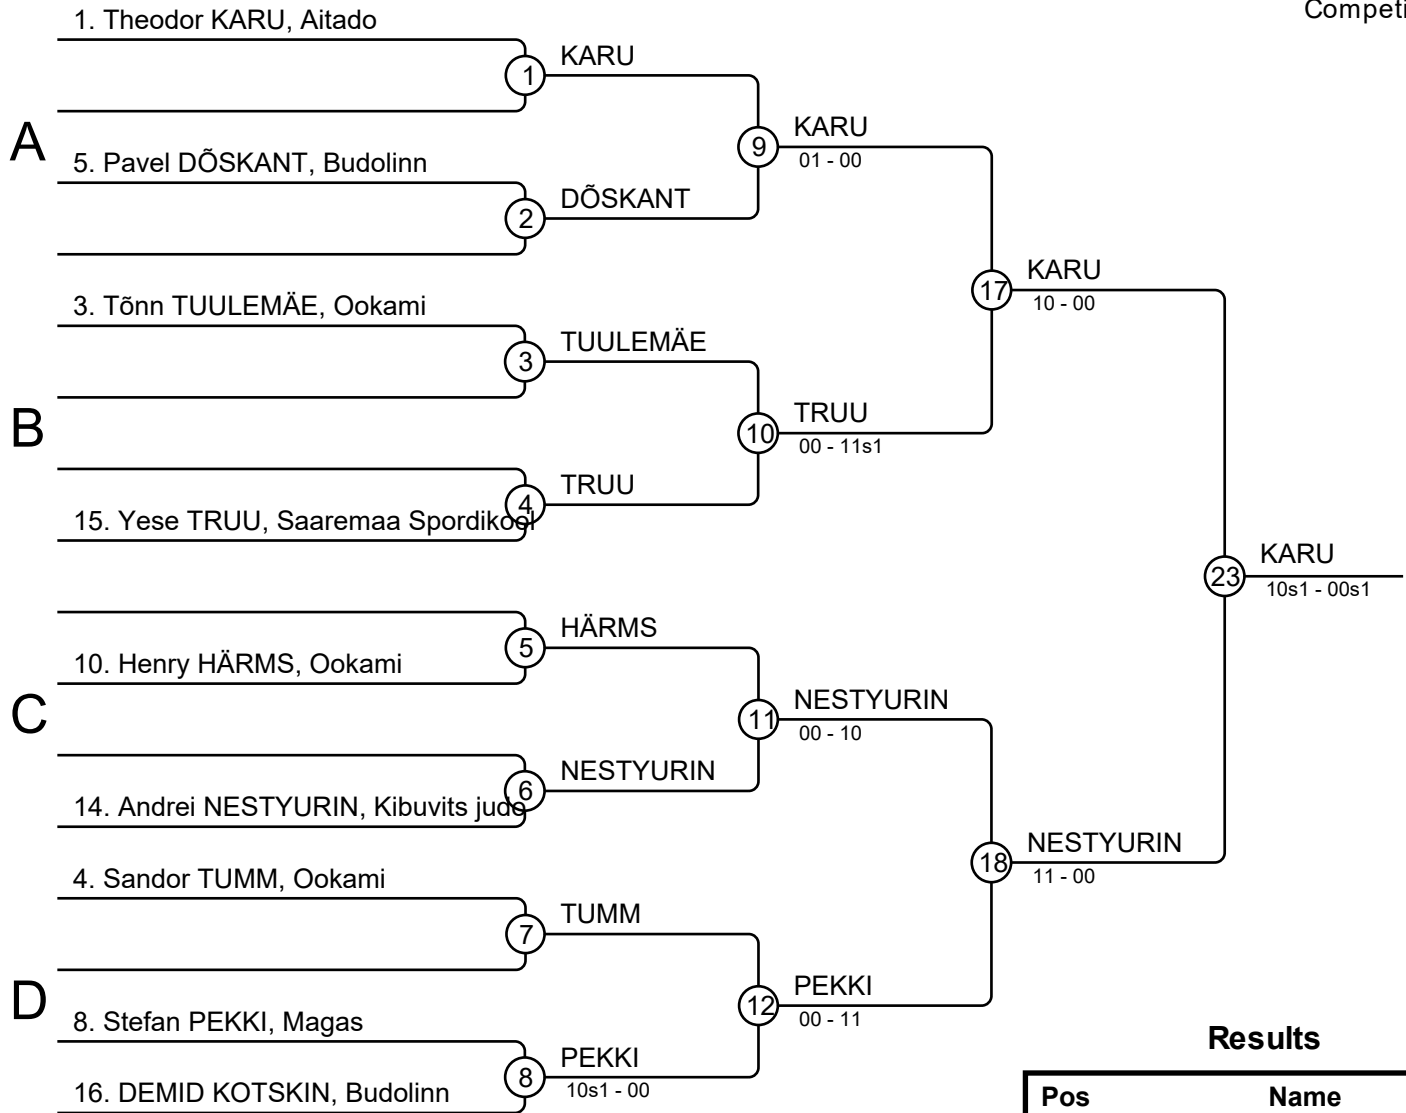 Competi
1. Theodor KARU, Aitado
1
KARU
A
9
KARU
01 - 00
5. Pavel DÕSKANT, Budolinn
2
DÕSKANT
17
KARU
10 - 00
3. Tõnn TUULEMÄE, Ookami
3
TUULEMÄE
B
10
TRUU
00 - 11s1
4
TRUU
15. Yese TRUU, Saaremaa Spordikool
23
KARU
10s1 - 00s1
5
HÄRMS
10. Henry HÄRMS, Ookami
C
11
NESTYURIN
00 - 10
6
NESTYURIN
14. Andrei NESTYURIN, Kibuvits judo
18
NESTYURIN
11 - 00
4. Sandor TUMM, Ookami
7
TUMM
D
12
PEKKI
00 - 11
8. Stefan PEKKI, Magas
8
PEKKI
10s1 - 00
16. DEMID KOTSKIN, Budolinn
Results
Pos Name